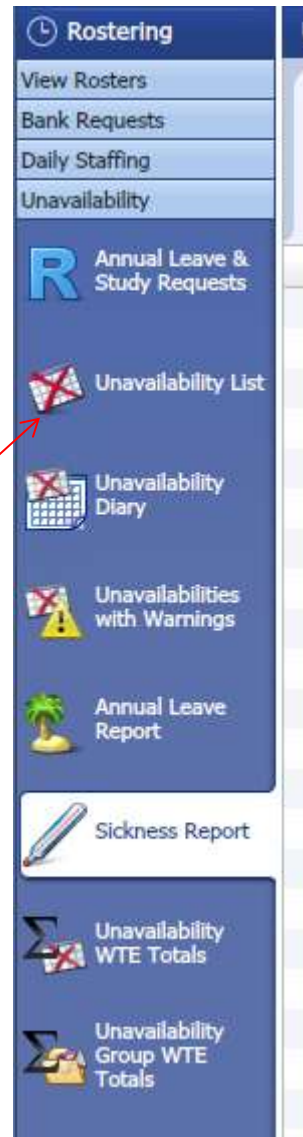 Rostering
View Rosters
Bank Requests
Daily Staffing
Unavailability
R
Annual Leave &
Study Requests
Unavailability List
Unavailability
Diary
Unavailabilities
with Warnings
Annual Leave
Report
Sickness Report
Unavailability
WTE Totals
Unavailability
Group WTE
Totals